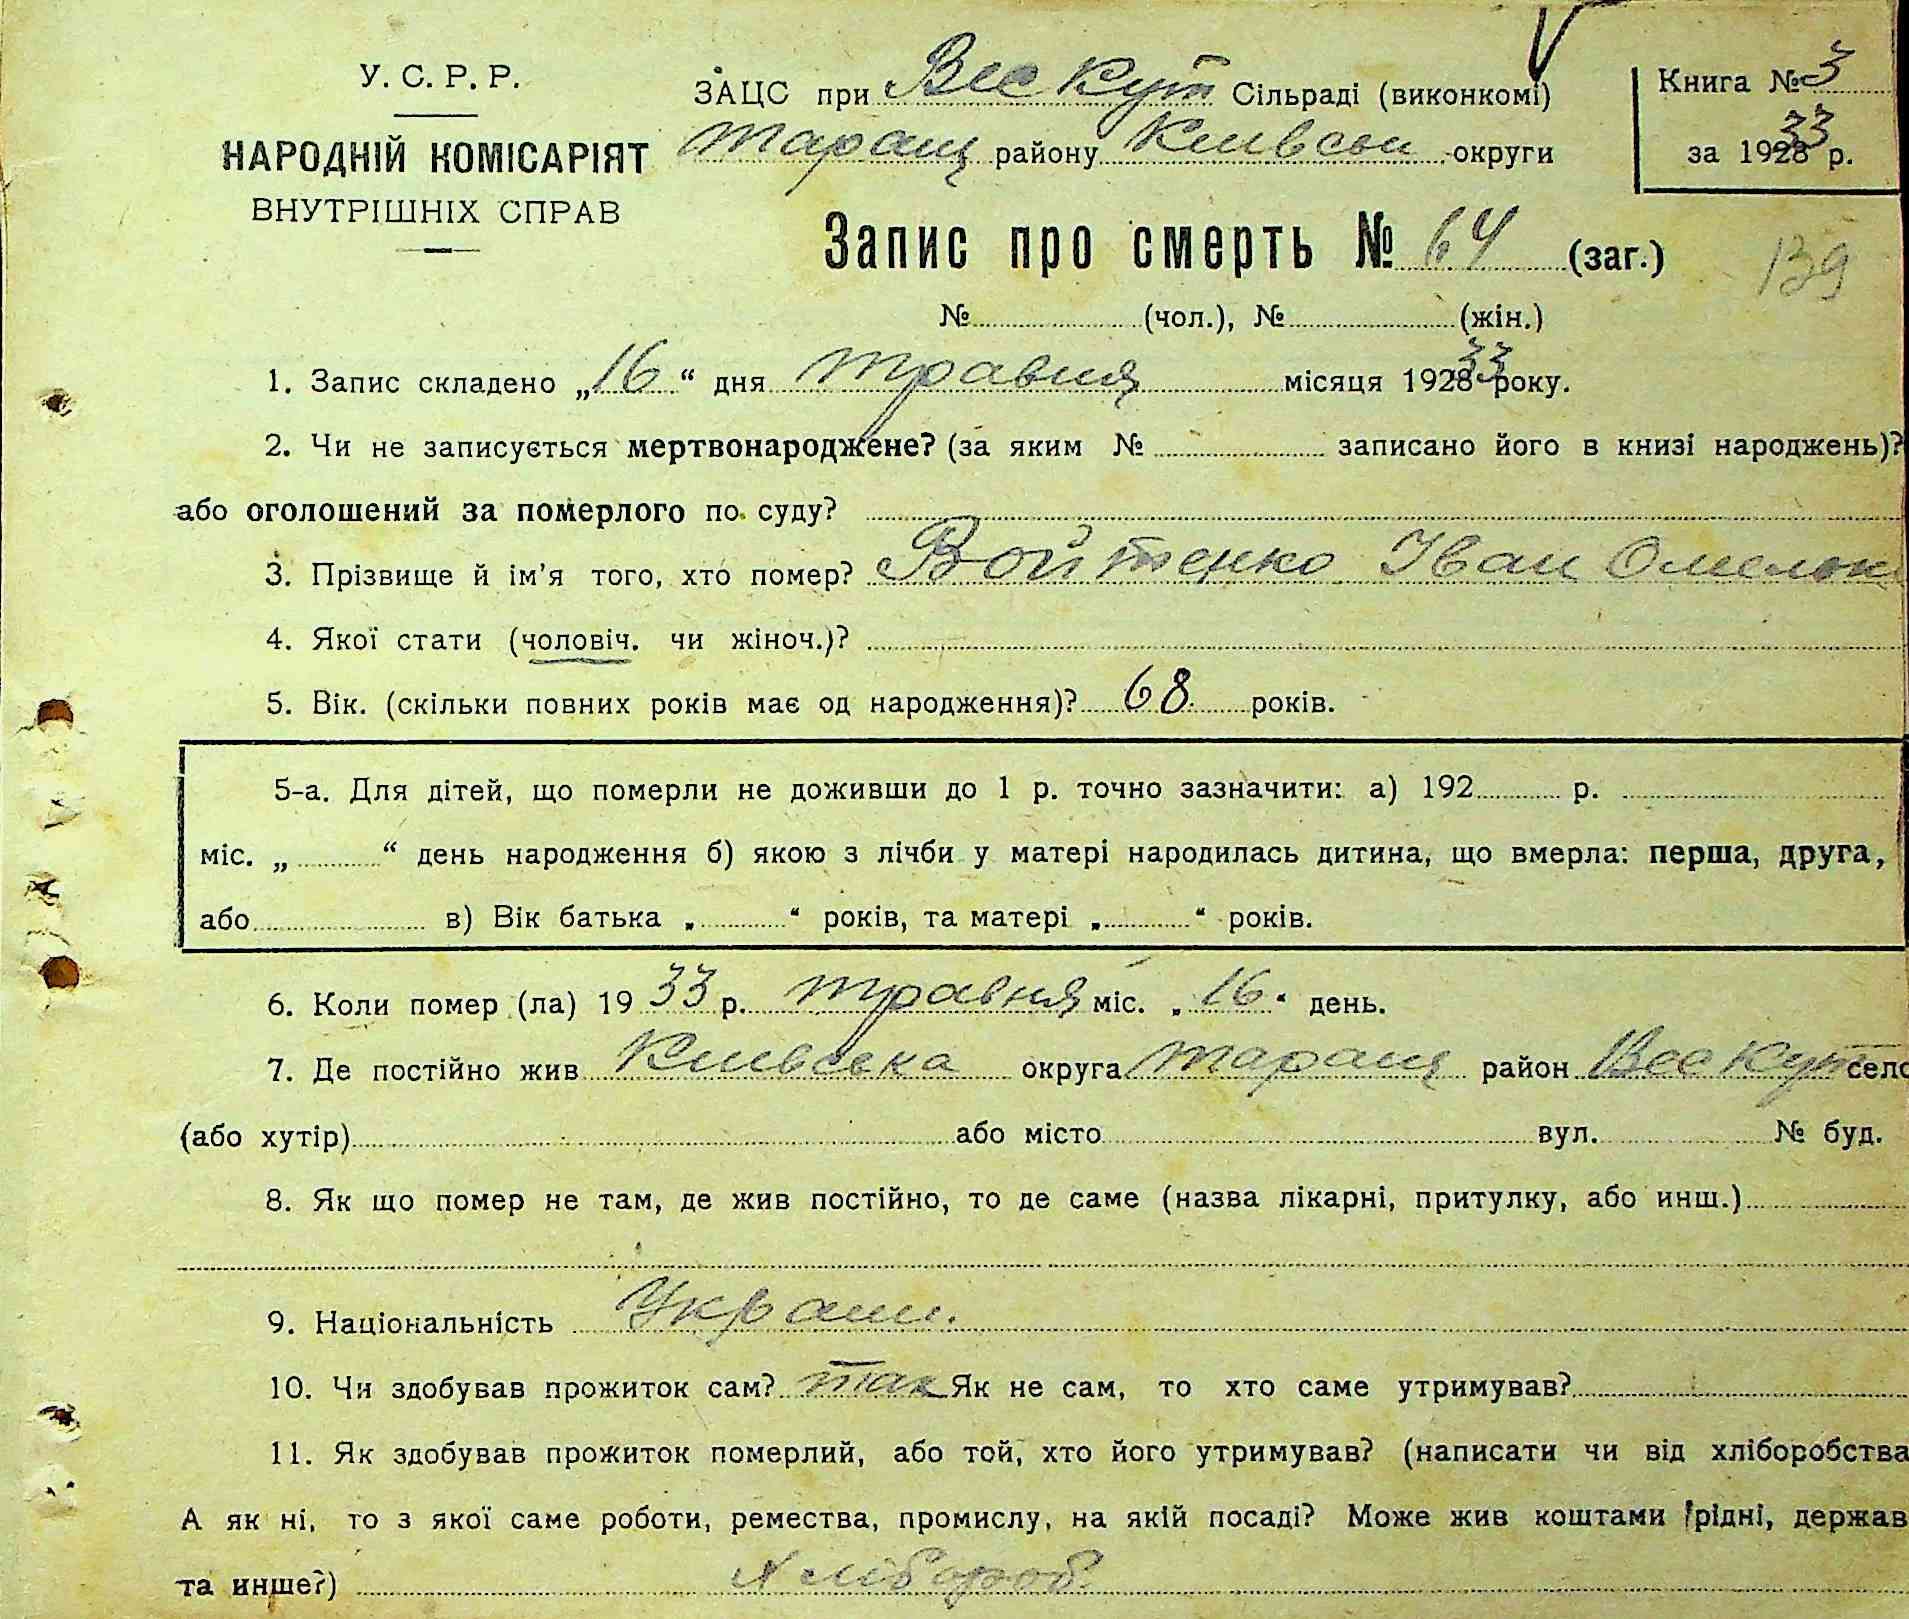 У. С. Р. Р.
НАРОДНІЙ КОМІСАРІЯТ
ВНУТРІШНІХ СПРАВ
ЗАЦС при Вес Кут Сільраді (виконкомі)
Таращ району Київськ округи
Книга № 3
за 1933 р.
Запис про смерть № 64 (заг.)
139
№ (чол.), № (жін.)
1. Запис складено „16“ дня травня місяця 192833 року.
2. Чи не записується мертвонароджене? (за яким № записано його в книзі народжень)?
або оголошений за померлого по суду?
3. Прізвище й ім’я того, хто помер? Войтенко Іван Омельк
4. Якої стати (чоловіч. чи жіноч.)?
5. Вік. (скільки повних років має од народження)? 68 років.
5-а. Для дітей, що померли не доживши до 1 р. точно зазначити: а) 192 р.
міс. „ “ день народження б) якою з лічби у матері народилась дитина, що вмерла: перша, друга,
або в) Вік батька „ “ років, та матері „ “ років.
6. Коли помер (ла) 1933 р. травня міс. „16“ день.
7. Де постійно жив Київська округа Таращ район Вес Кут село
(або хутір) або місто вул. № буд.
8. Як що помер не там, де жив постійно, то де саме (назва лікарні, притулку, або инш.)
9. Національність Україн.
10. Чи здобував прожиток сам? так Як не сам, то хто саме утримував?
11. Як здобував прожиток померлий, або той, хто його утримував? (написати чи від хліборобства
А як ні, то з якої саме роботи, ремества, промислу, на якій посаді? Може жив коштами рідні, держав
та инше?) Хлібороб.